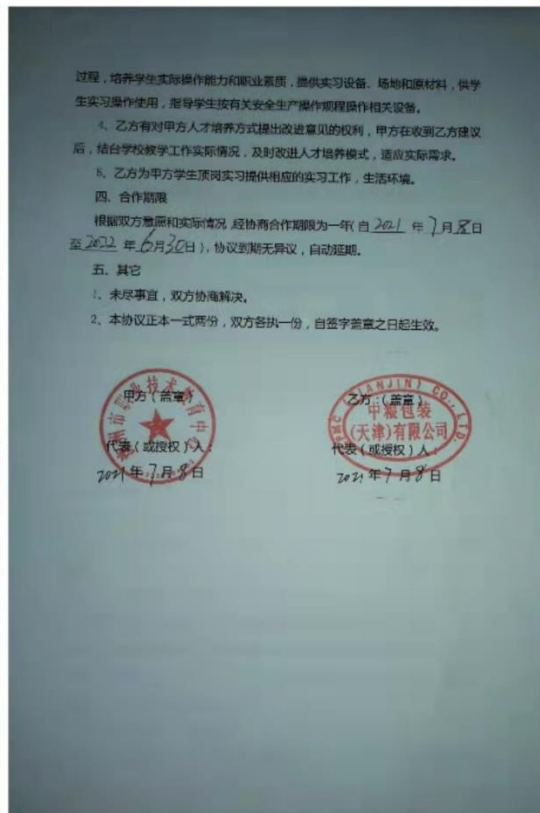 过程，培养学生实际操作能力和职业素质，提供实习设备、场地和原材料，供学
生实习操作使用，指导学生按有关安全生产操作规程操作相关设备。
4、乙方有对甲方人才培养方式提出改进意见的权利，甲方在收到乙方建议
后，结合学校教学工作实际情况，及时改进人才培养模式，适应实际需求。
5、乙方为甲方学生顶岗实习提供相应的实习工作，生活环境。
四、合作期限
根据双方意愿和实际情况，经协商合作期限为一年（自 2021 年 7月8日
至2022 年 6月30日），协议到期无异议，自动延期。
五、其它
1、未尽事宜，双方协商解决。
2、本协议正本一式两份，双方各执一份，自签字盖章之日起生效。
甲方（盖章）
州市职业技术教育中心
代表（或授权）人：
2021年7月8日
乙方：（盖章）
(TIANJIN) CO., LTD.
中粮包装
(天津)有限公司
代表（或授权）人：
2021年7月8日